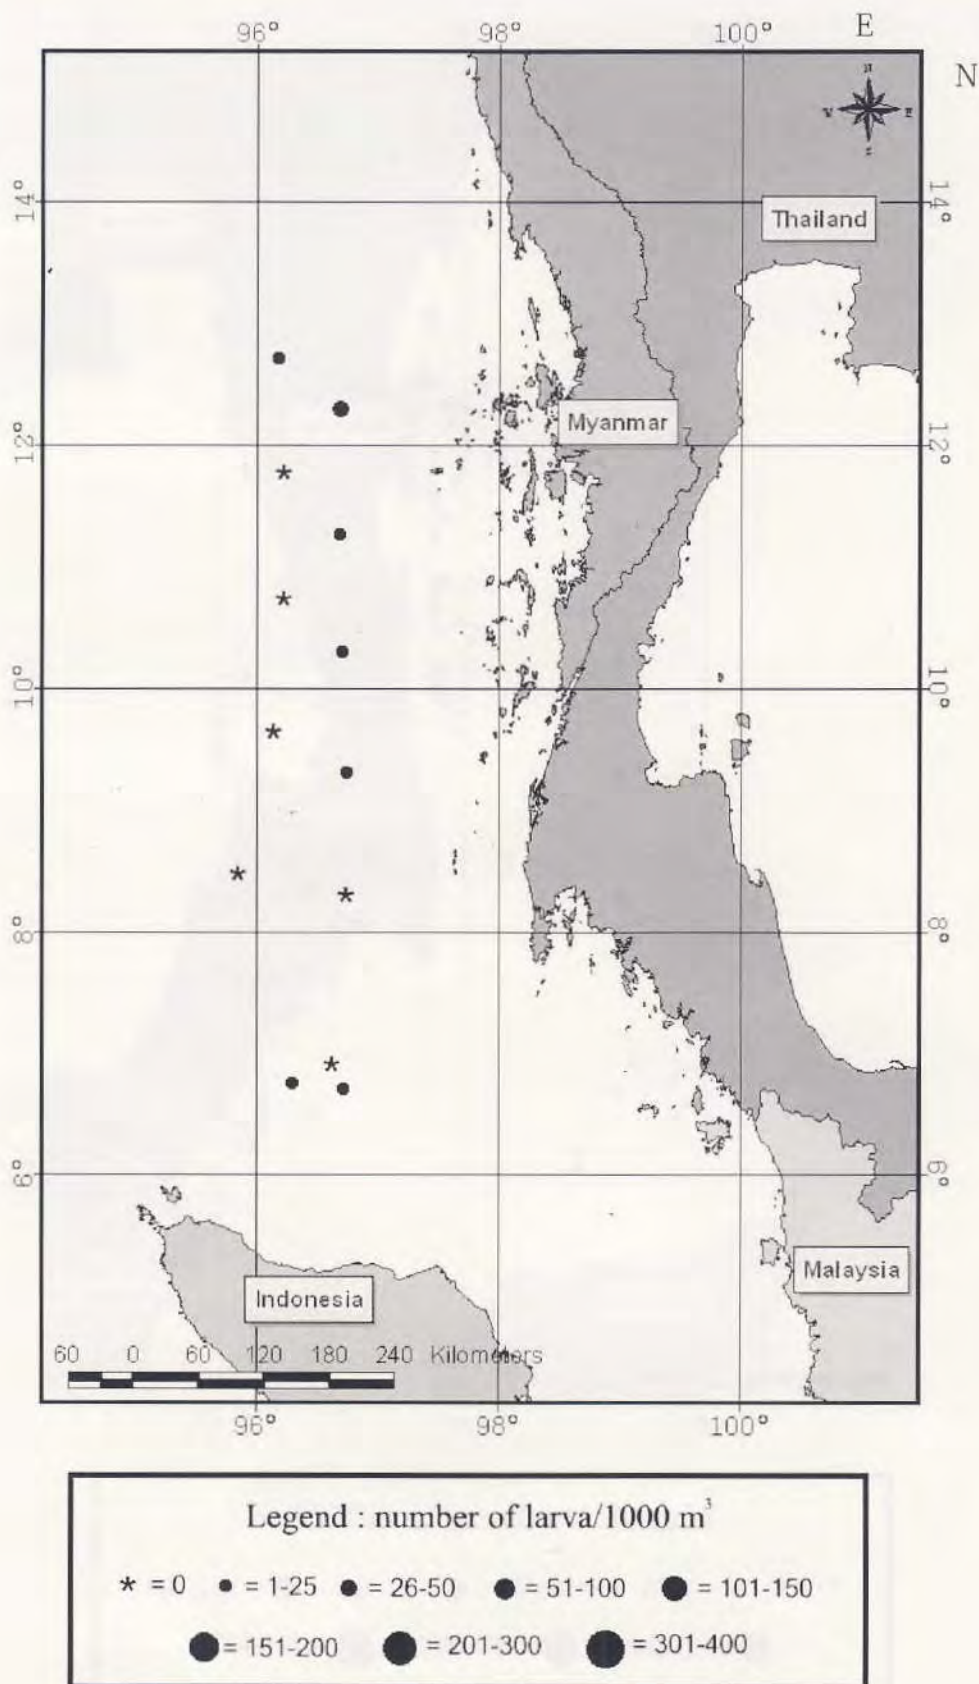 96° 98° 100° E
N
N
W E
S
14° 14°
Thailand
Myanmar
12° 12°
10° 10°
8° 8°
6° 6°
Malaysia
Indonesia
60 0 60 120 180 240 Kilometers
96° 98° 100°
Legend : number of larva/1000 m³
* = 0 = 1-25 = 26-50 = 51-100 = 101-150
= 151-200 = 201-300 = 301-400